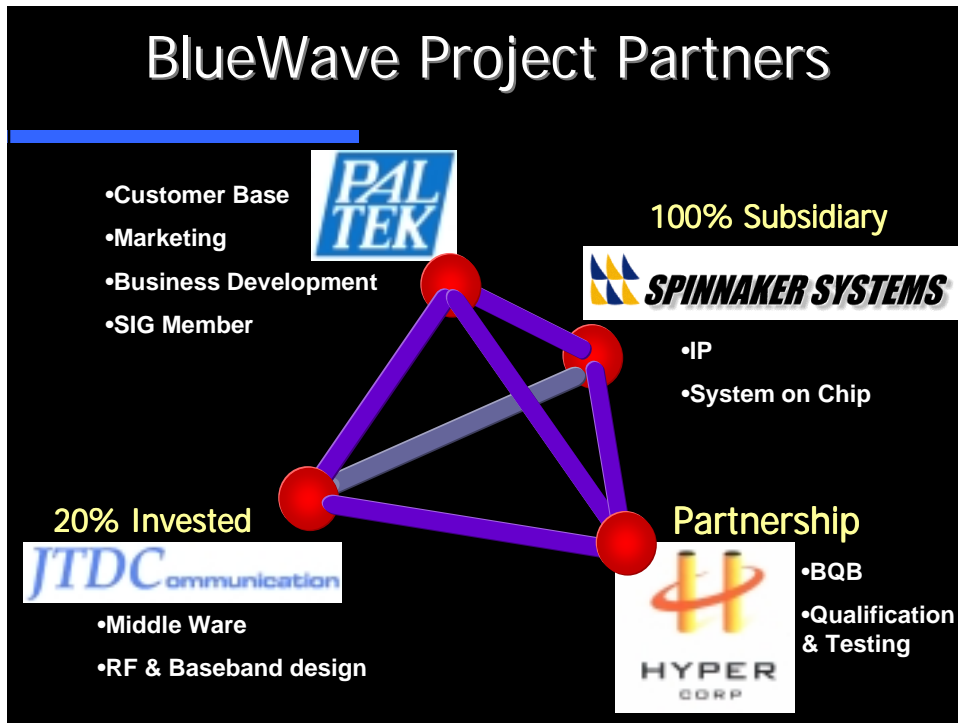 BlueWave Project Partners
•Customer Base
•Marketing
•Business Development
•SIG Member
PAL
TEK
100% Subsidiary
SPINNAKER SYSTEMS
•IP
•System on Chip
20% Invested
JTDCommunication
•Middle Ware
•RF & Baseband design
Partnership
HYPER
CORP
•BQB
•Qualification
& Testing